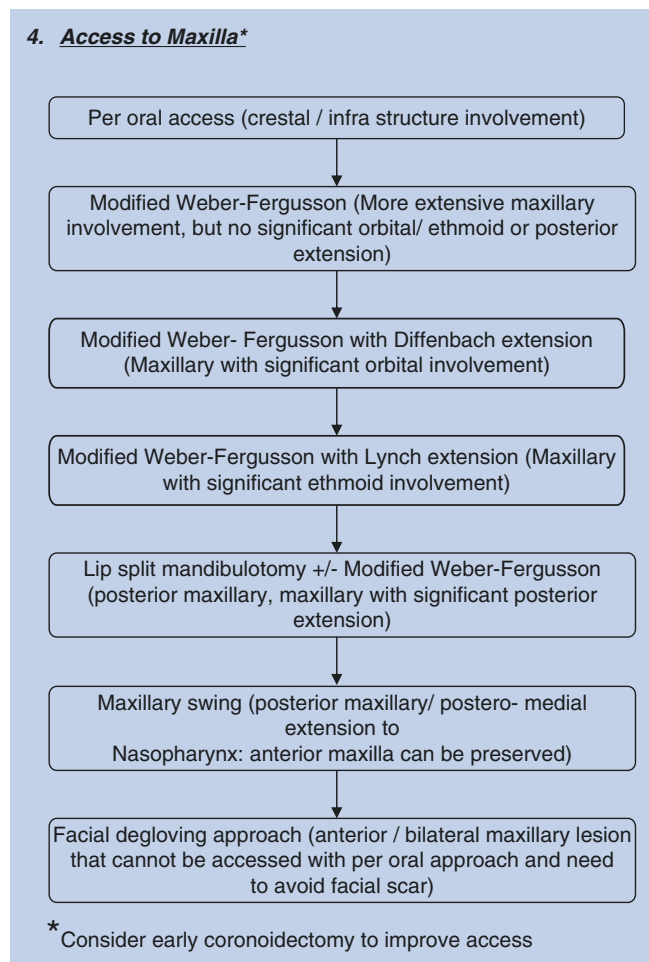 4. Access to Maxilla*
Per oral access (crestal / infra structure involvement)
Modified Weber-Fergusson (More extensive maxillary
involvement, but no significant orbital/ ethmoid or posterior
extension)
Modified Weber- Fergusson with Diffenbach extension
(Maxillary with significant orbital involvement)
Modified Weber-Fergusson with Lynch extension (Maxillary
with significant ethmoid involvement)
Lip split mandibulotomy +/- Modified Weber-Fergusson
(posterior maxillary, maxillary with significant posterior
extension)
Maxillary swing (posterior maxillary/ postero- medial
extension to
Nasopharynx: anterior maxilla can be preserved)
Facial degloving approach (anterior / bilateral maxillary lesion
that cannot be accessed with per oral approach and need
to avoid facial scar)
*Consider early coronoidectomy to improve access